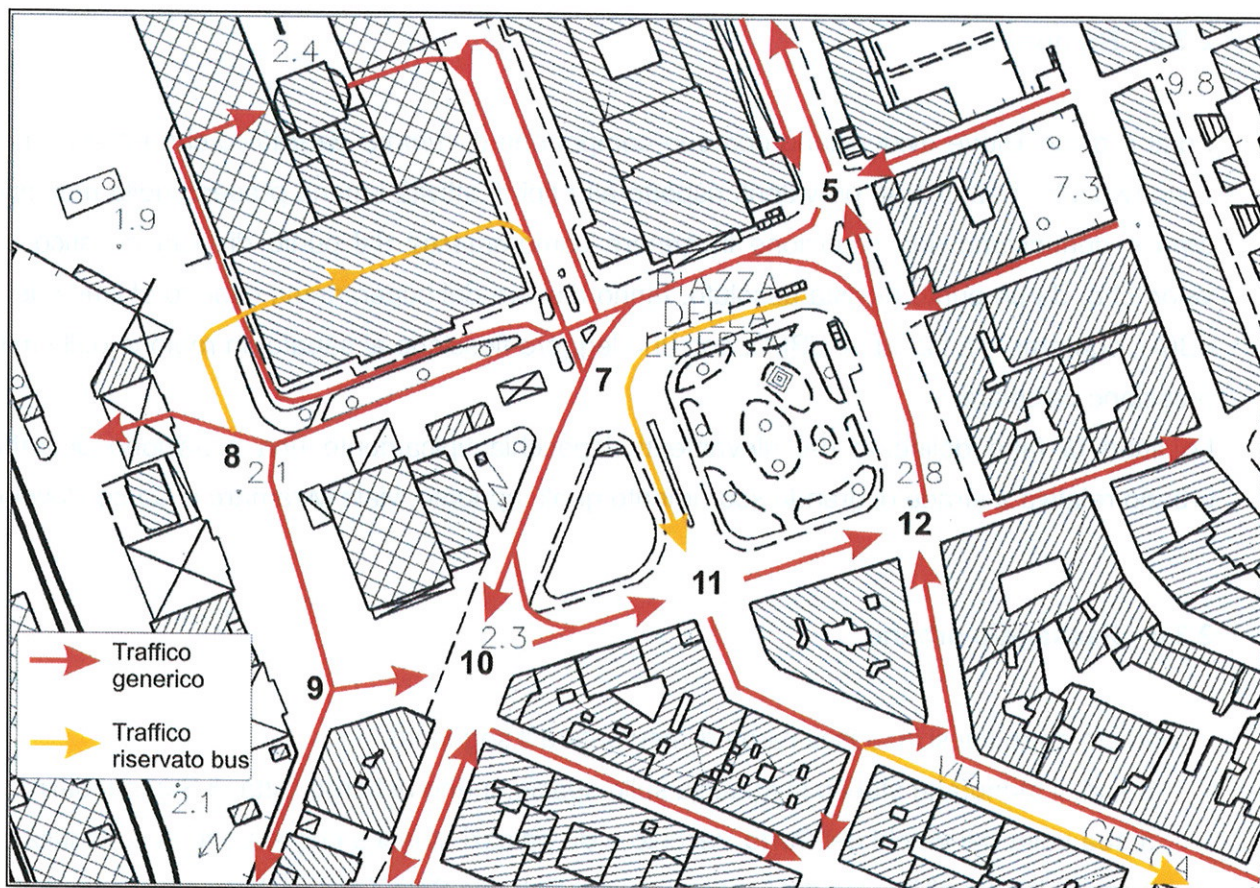 2.4
9.8
5
7.3
1.9
PIAZZA
DELLA
LIBERTA
7
8
2.1
2.8
12
11
2.3
10
9
Traffico
generico
Traffico
riservato bus
2.1
VIA
GHEGA